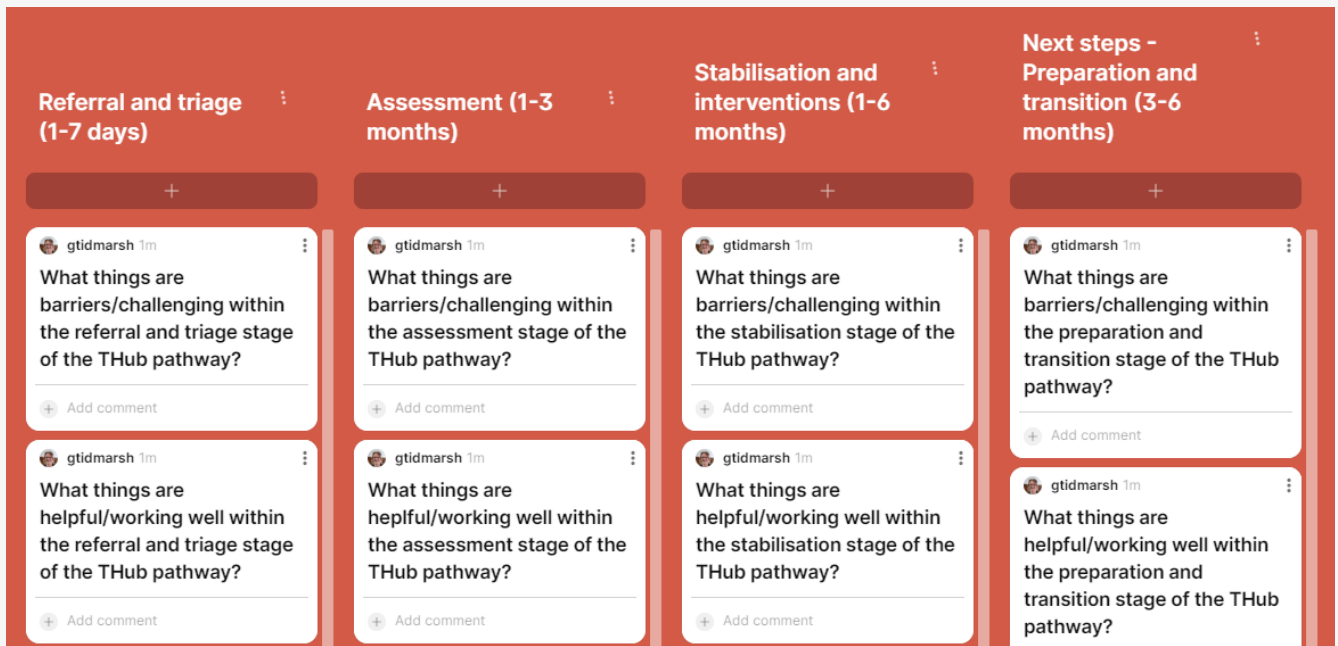 Referral and triage
(1-7 days)
+
gtidmarsh 1m
What things are
barriers/challenging within
the referral and triage stage
of the THub pathway?
+ Add comment
gtidmarsh 1m
What things are
helpful/working well within
the referral and triage stage
of the THub pathway?
+ Add comment
Assessment (1-3
months)
+
gtidmarsh 1m
What things are
barriers/challenging within
the assessment stage of the
THub pathway?
+ Add comment
gtidmarsh 1m
What things are
heplful/working well within
the assessment stage of the
THub pathway?
+ Add comment
Stabilisation and
interventions (1-6
months)
+
gtidmarsh 1m
What things are
barriers/challenging within
the stabilisation stage of the
THub pathway?
+ Add comment
gtidmarsh 1m
What things are
helpful/working well within
the stabilisation stage of the
THub pathway?
+ Add comment
Next steps -
Preparation and
transition (3-6
months)
+
gtidmarsh 1m
What things are
barriers/challenging within
the preparation and
transition stage of the THub
pathway?
+ Add comment
gtidmarsh 1m
What things are
helpful/working well within
the preparation and
transition stage of the THub
pathway?